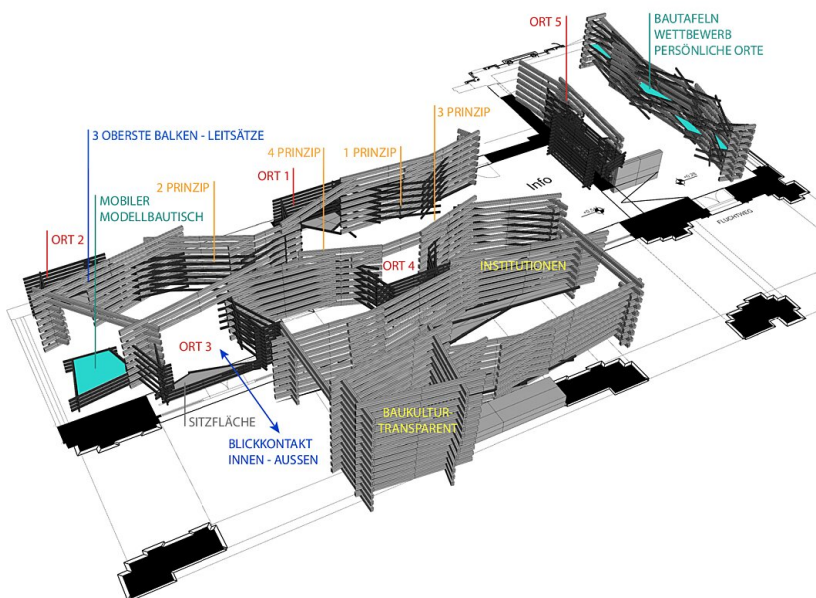 ORT 5
BAUTAFELN
WETTBEWERB
PERSÖNLICHE ORTE
3 PRINZIP
3 OBERSTE BALKEN - LEITSÄTZE
4 PRINZIP
1 PRINZIP
ORT 1
2 PRINZIP
MOBILER
MODELLBAUTISCH
Info
FLUCHTWEG
ORT 2
ORT 4
INSTITUTIONEN
ORT 3
SITZFLÄCHE
BAUKULTUR-
TRANSPARENT
BLICKKONTAKT
INNEN - AUSSEN